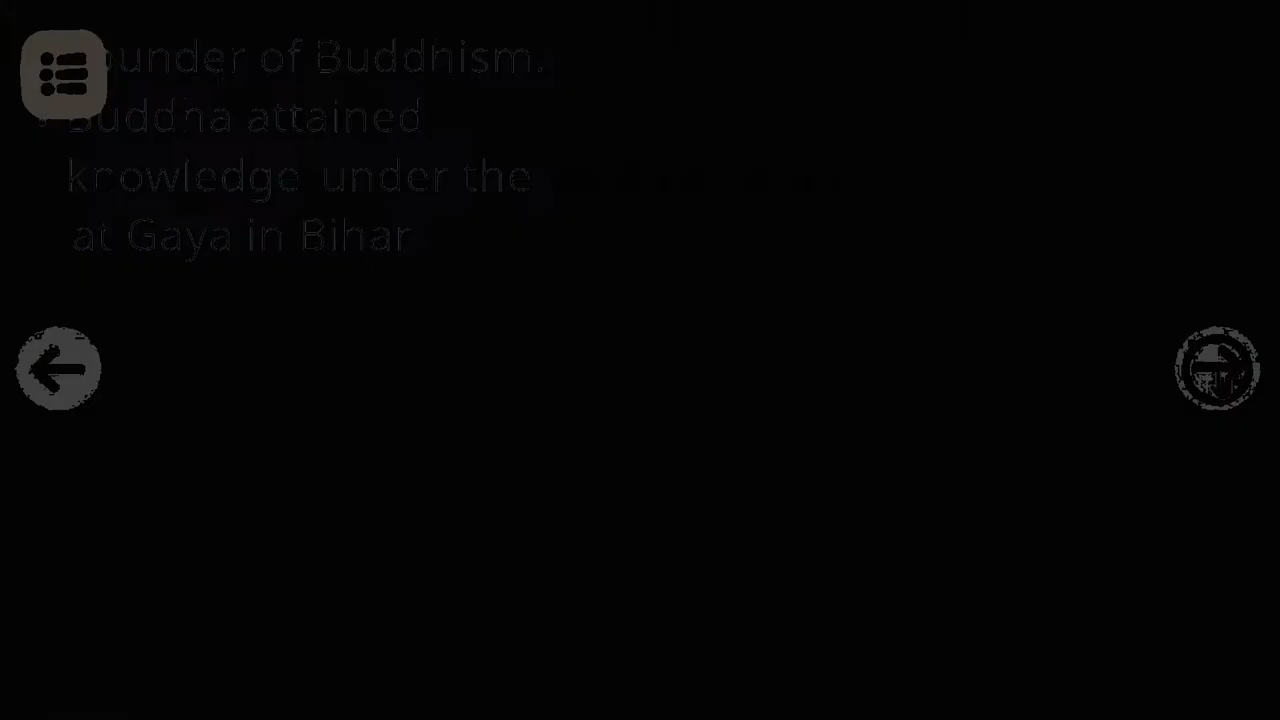 ounder of Buddhism.
Buddha attained
knowledge under the
at Gaya in Bihar